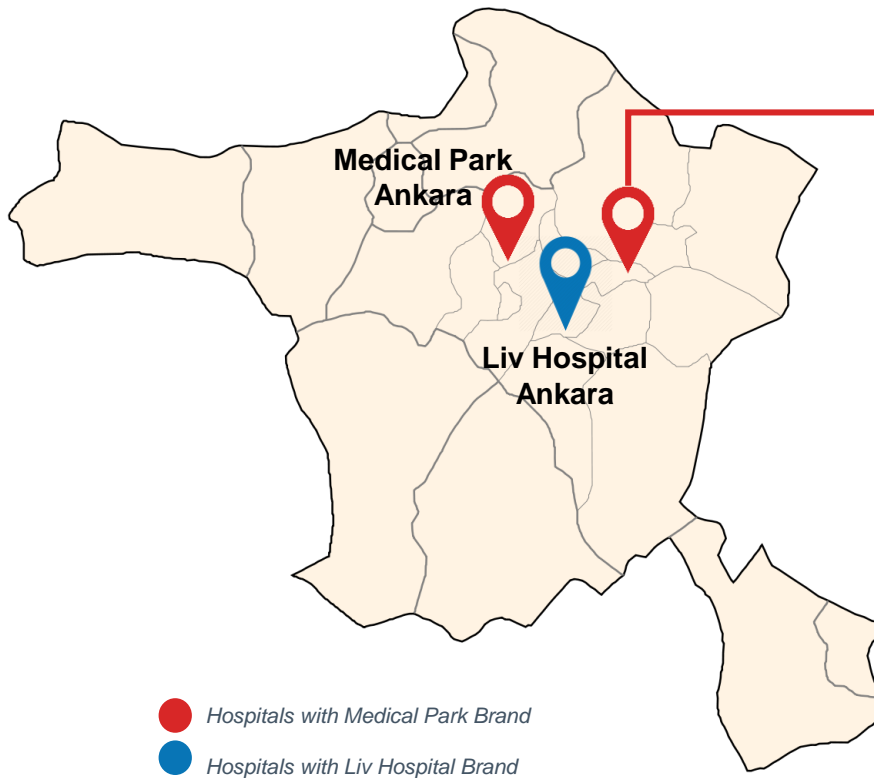 Medical Park
Ankara
Liv Hospital
Ankara
Hospitals with Medical Park Brand
Hospitals with Liv Hospital Brand